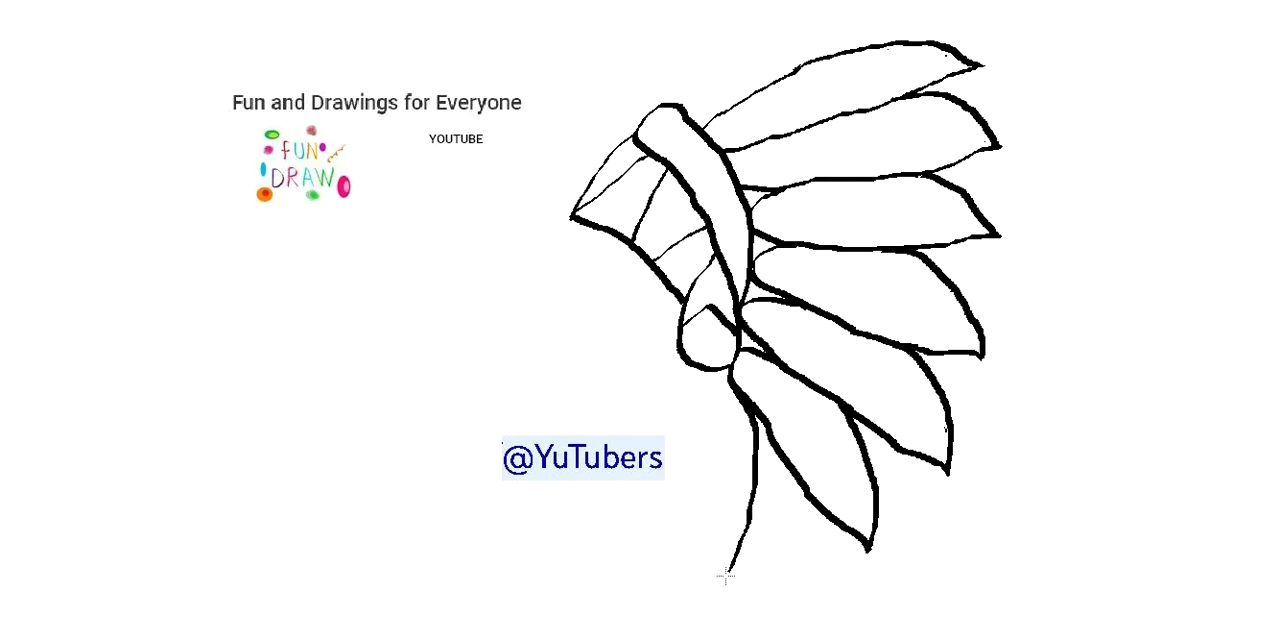 Fun and Drawings for Everyone
YOUTUBE
FUN
DRAW
@YuTubers